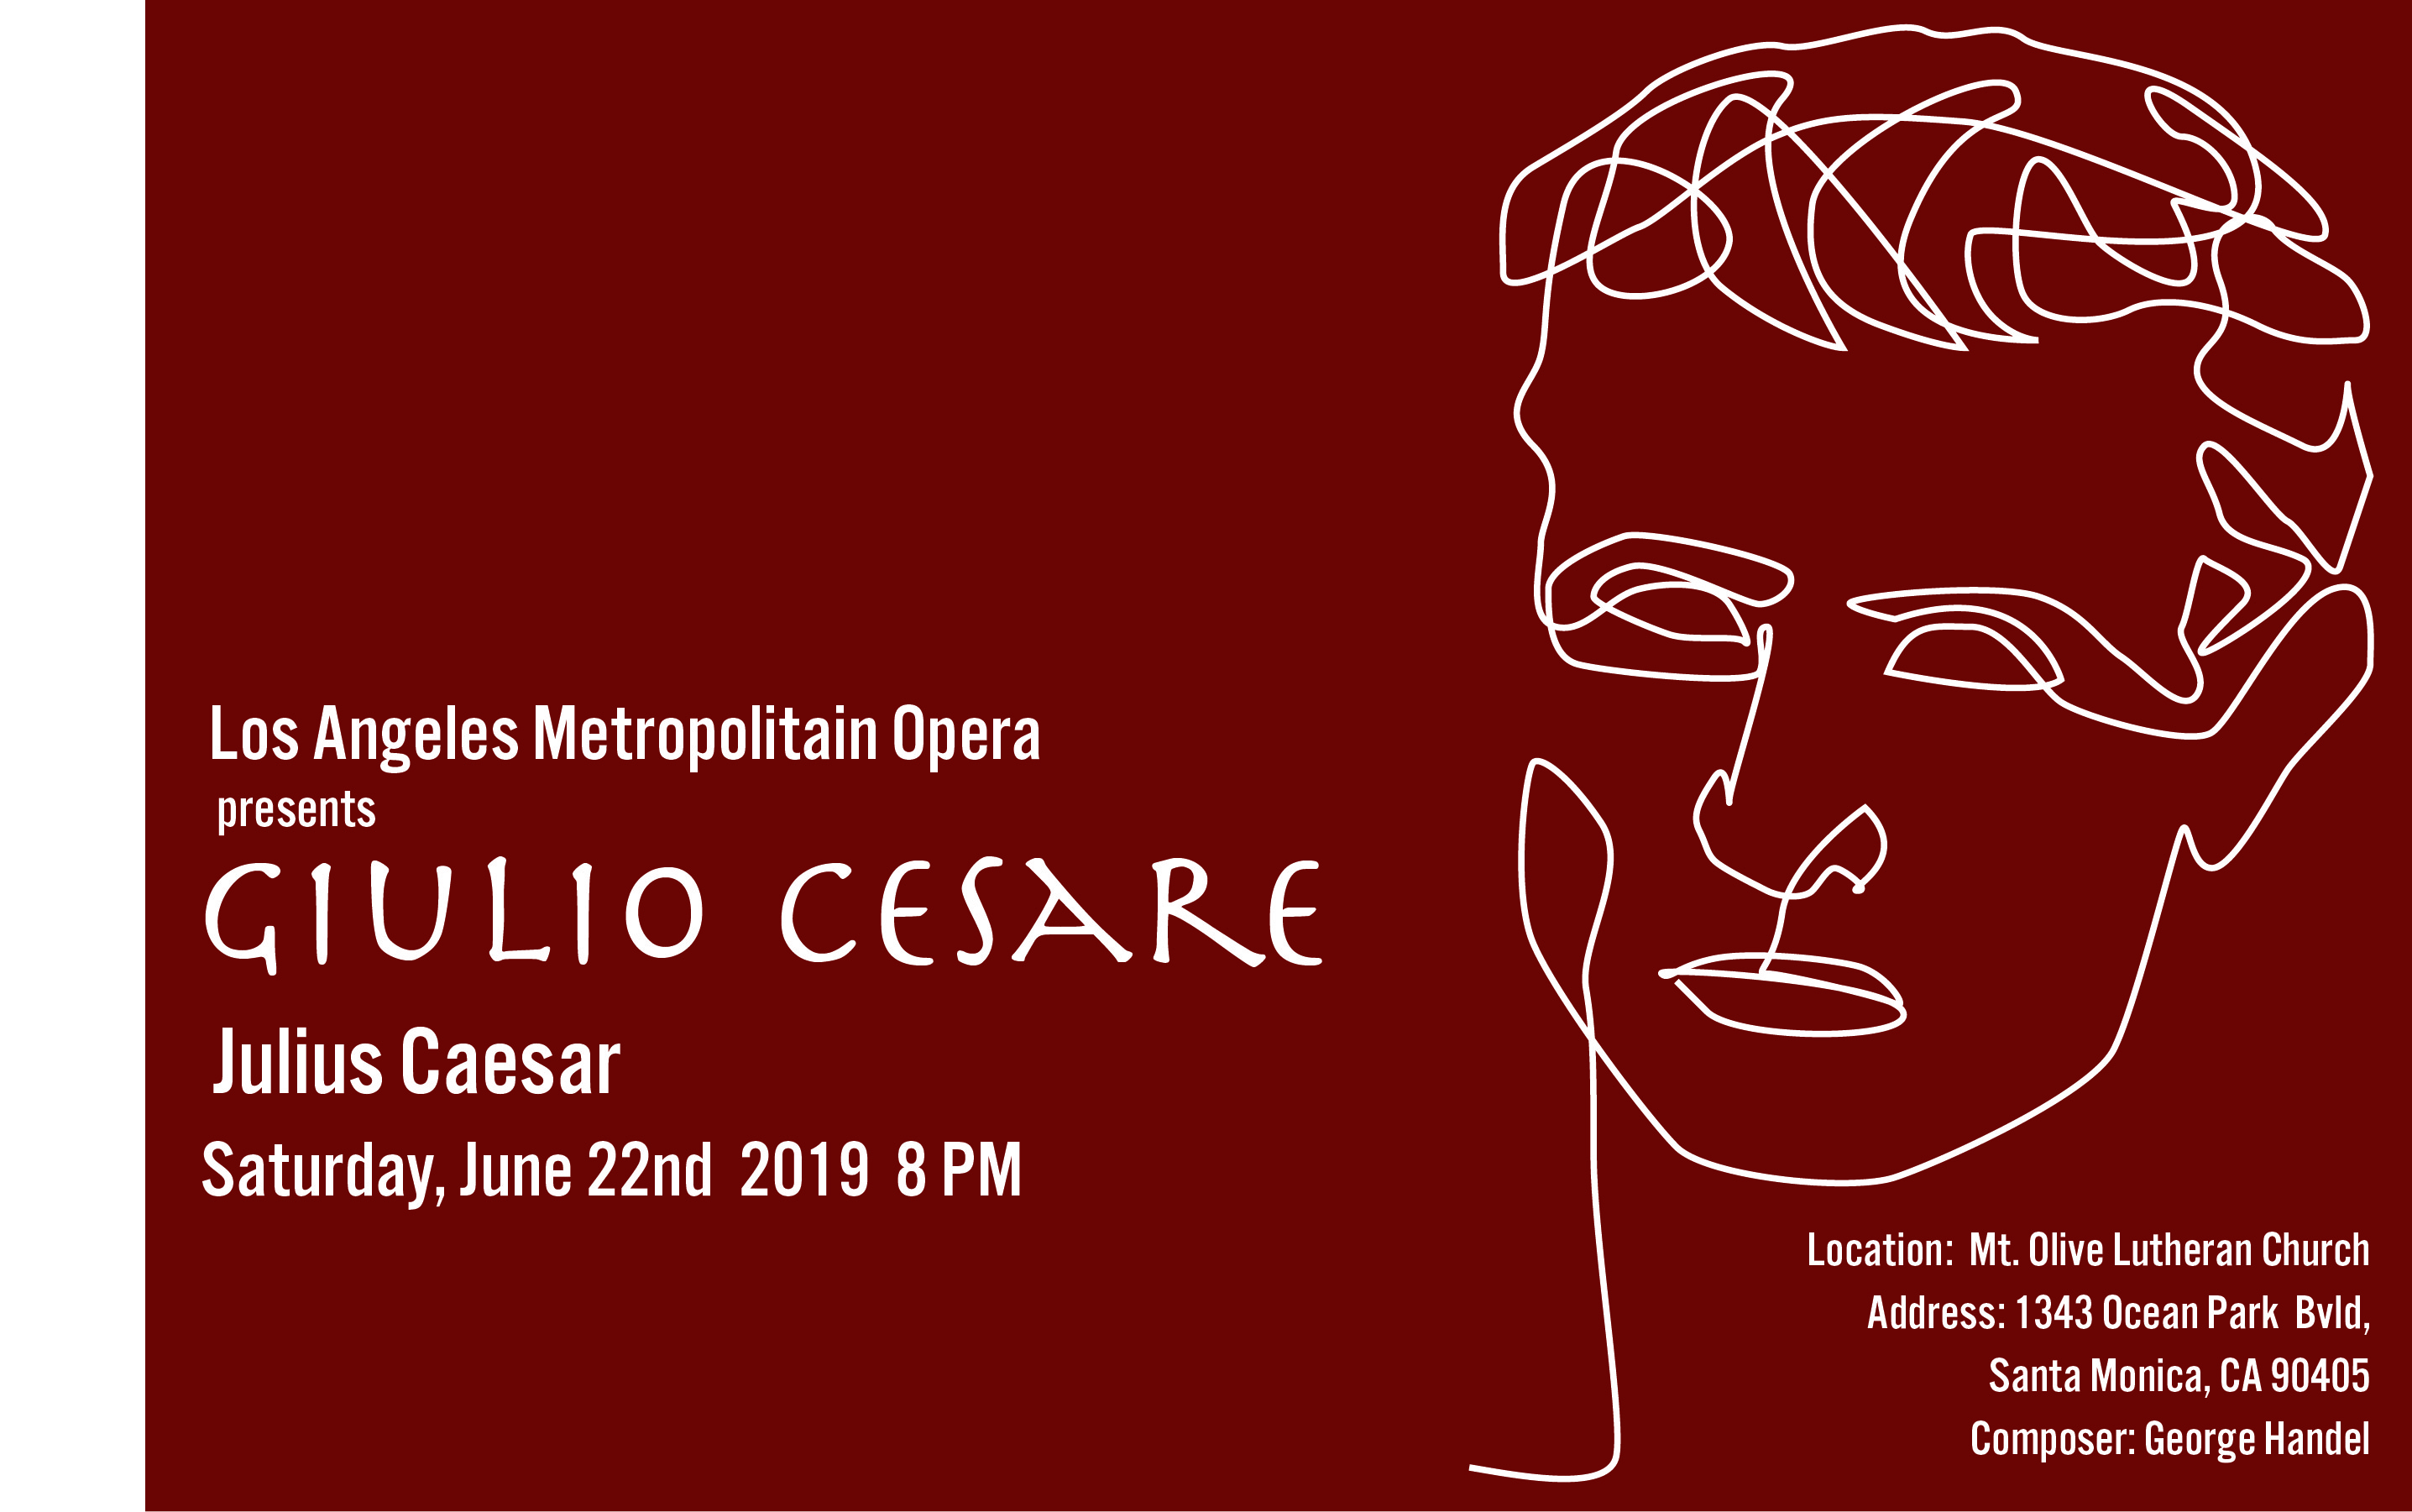 Los Angeles Metropolitain Opera
presents
GIULIO CESARE
Julius Caesar
Saturday, June 22nd 2019 8 PM
Location: Mt. Olive Lutheran Church
Address: 1343 Ocean Park Bvld,
Santa Monica, CA 90405
Composer: George Handel